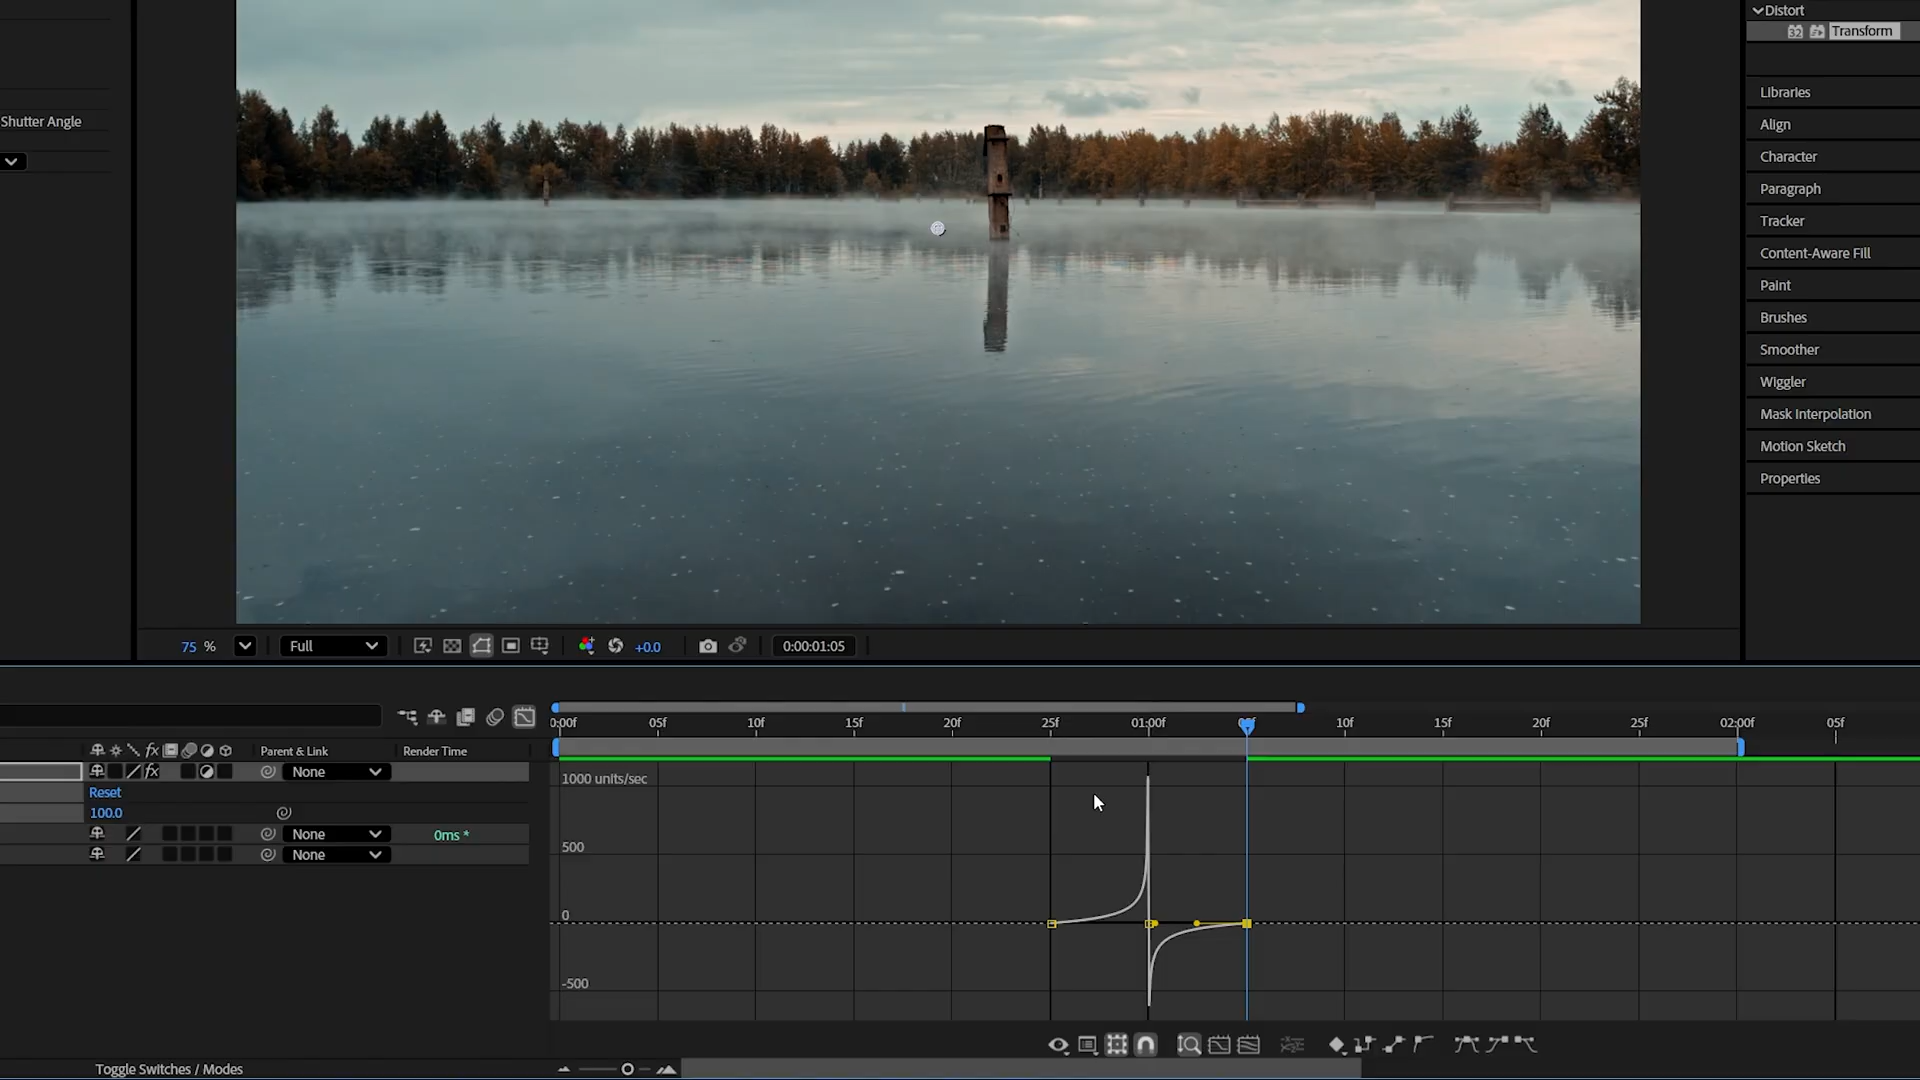 Distort
32
Transform
Shutter Angle
Libraries
Align
Character
Paragraph
Tracker
Content-Aware Fill
Paint
Brushes
Smoother
Wiggler
Mask Interpolation
Motion Sketch
Properties
75 %
Full
+0.0
0:00:01:05
0:00f 05f 10f 15f 20f 25f 01:00f 10f 15f 20f 25f 02:00f 05f
fx
Parent & Link
Render Time
fx
None
Reset
100.0
None
0ms *
None
1000 units/sec
500
0
-500
Toggle Switches / Modes